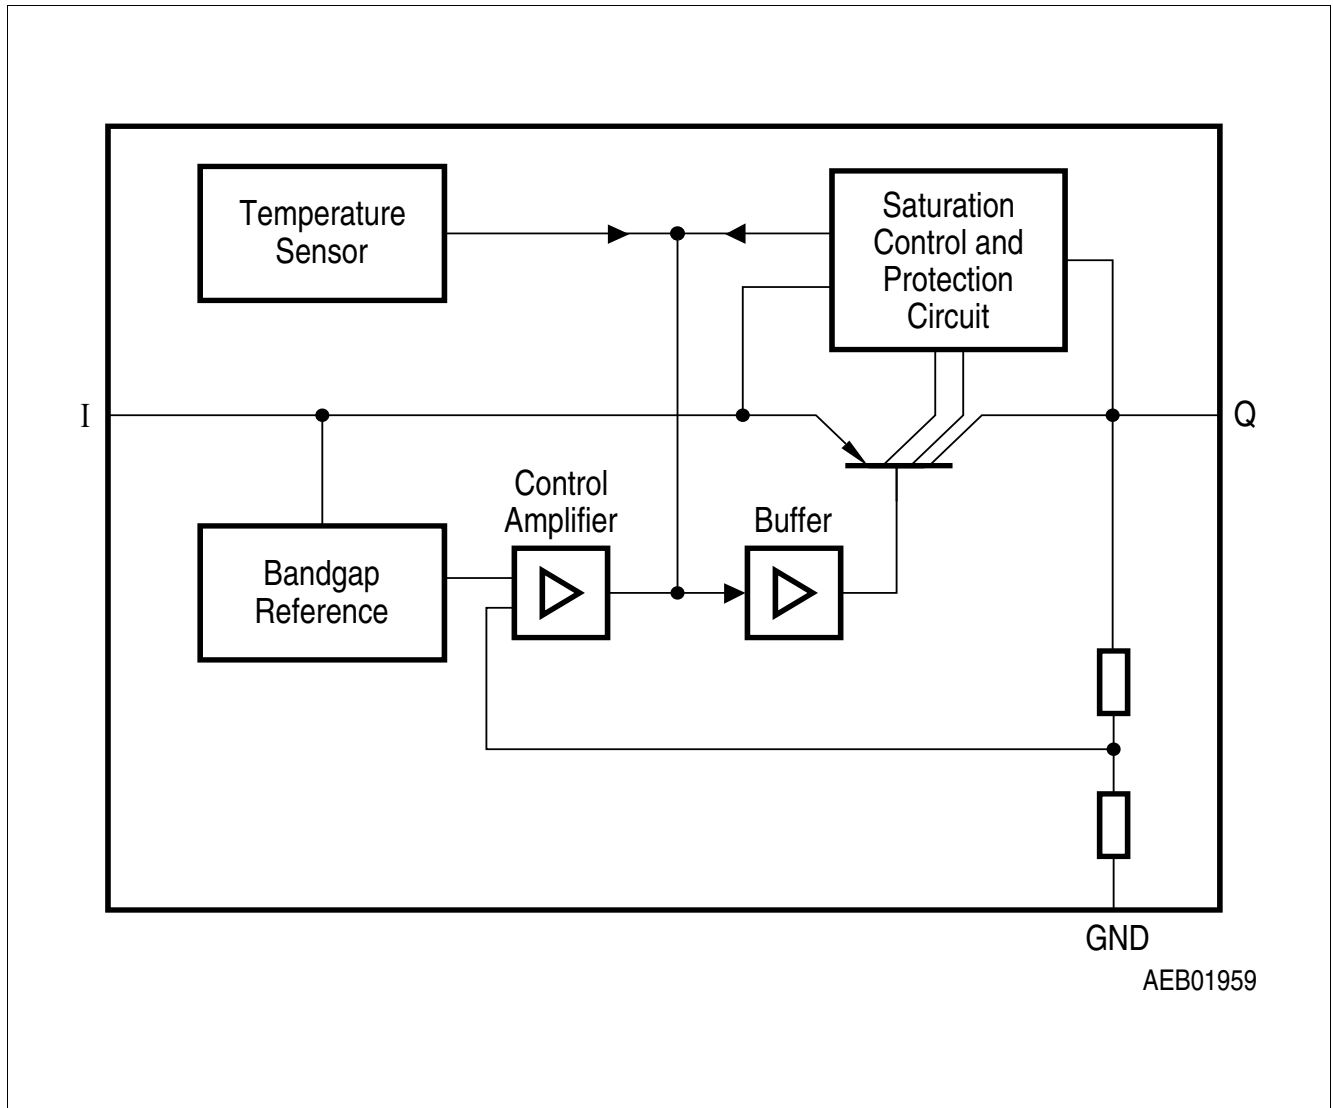 Temperature
Sensor
Saturation
Control and
Protection
Circuit
I
Q
Control
Amplifier
Buffer
Bandgap
Reference
GND
AEB01959